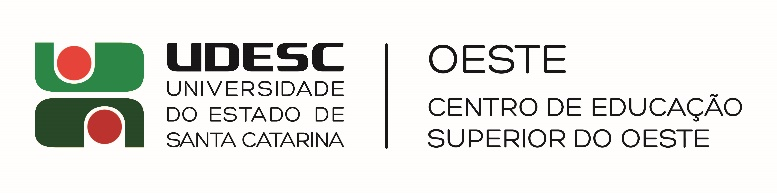 UDESC
UNIVERSIDADE
DO ESTADO DE
SANTA CATARINA
OESTE
CENTRO DE EDUCAÇÃO
SUPERIOR DO OESTE